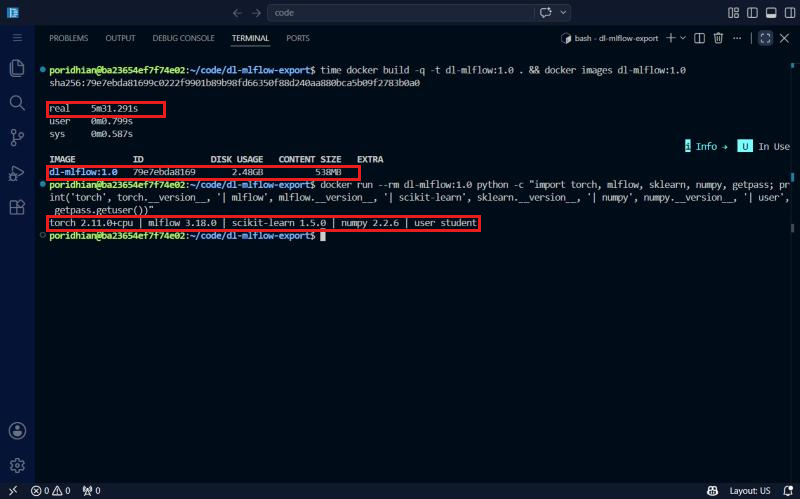 code
PROBLEMS OUTPUT DEBUG CONSOLE TERMINAL PORTS bash - dl-mlflow-export
poridhian@ba23654ef7f74e02:~/code/dl-mlflow-export$ time docker build -q -t dl-mlflow:1.0 . && docker images dl-mlflow:1.0
sha256:79e7ebda81699c0222f9901b89b98fd66350f88d240aa880bca5b09f2783b0a0
real 5m31.291s
user 0m0.799s
sys 0m0.587s
i Info → U In Use
IMAGE ID DISK USAGE CONTENT SIZE EXTRA
dl-mlflow:1.0 79e7ebda8169 2.48GB 538MB
poridhian@ba23654ef7f74e02:~/code/dl-mlflow-export$ docker run --rm dl-mlflow:1.0 python -c "import torch, mlflow, sklearn, numpy, getpass; pr
int('torch', torch.__version__, '| mlflow', mlflow.__version__, '| scikit-learn', sklearn.__version__, '| numpy', numpy.__version__, '| user',
getpass.getuser())"
torch 2.11.0+cpu | mlflow 3.18.0 | scikit-learn 1.5.0 | numpy 2.2.6 | user student
poridhian@ba23654ef7f74e02:~/code/dl-mlflow-export$
0 0 0 Layout: US